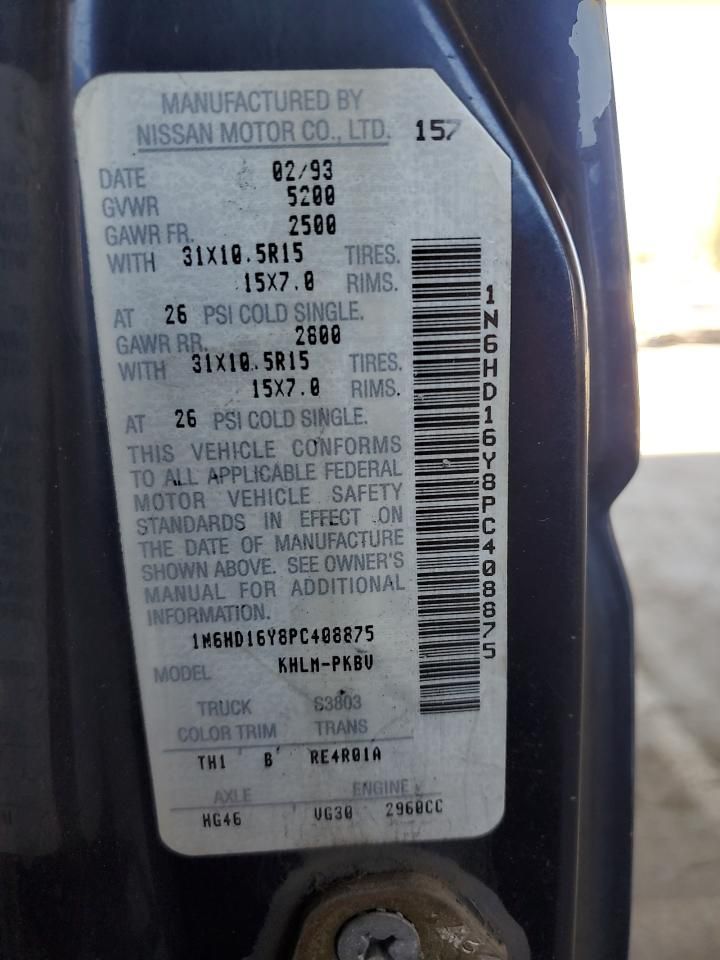 MANUFACTURED BY
NISSAN MOTOR CO., LTD. 157
DATE 02/93
GVWR 5200
GAWR FR. 2500
WITH 31X10.5R15 TIRES.
15X7.0 RIMS.
AT 26 PSI COLD SINGLE.
GAWR RR. 2800
WITH 31X10.5R15 TIRES.
15X7.0 RIMS.
AT 26 PSI COLD SINGLE.
THIS VEHICLE CONFORMS
TO ALL APPLICABLE FEDERAL
MOTOR VEHICLE SAFETY
STANDARDS IN EFFECT ON
THE DATE OF MANUFACTURE
SHOWN ABOVE. SEE OWNER'S
MANUAL FOR ADDITIONAL
INFORMATION.
1N6HD16Y8PC408875
MODEL KHLM-PKBV
TRUCK S3803
COLOR TRIM TRANS
TH1 B RE4R01A
AXLE ENGINE
HG46 VG30 2960CC
1N6HD16Y8PC408875